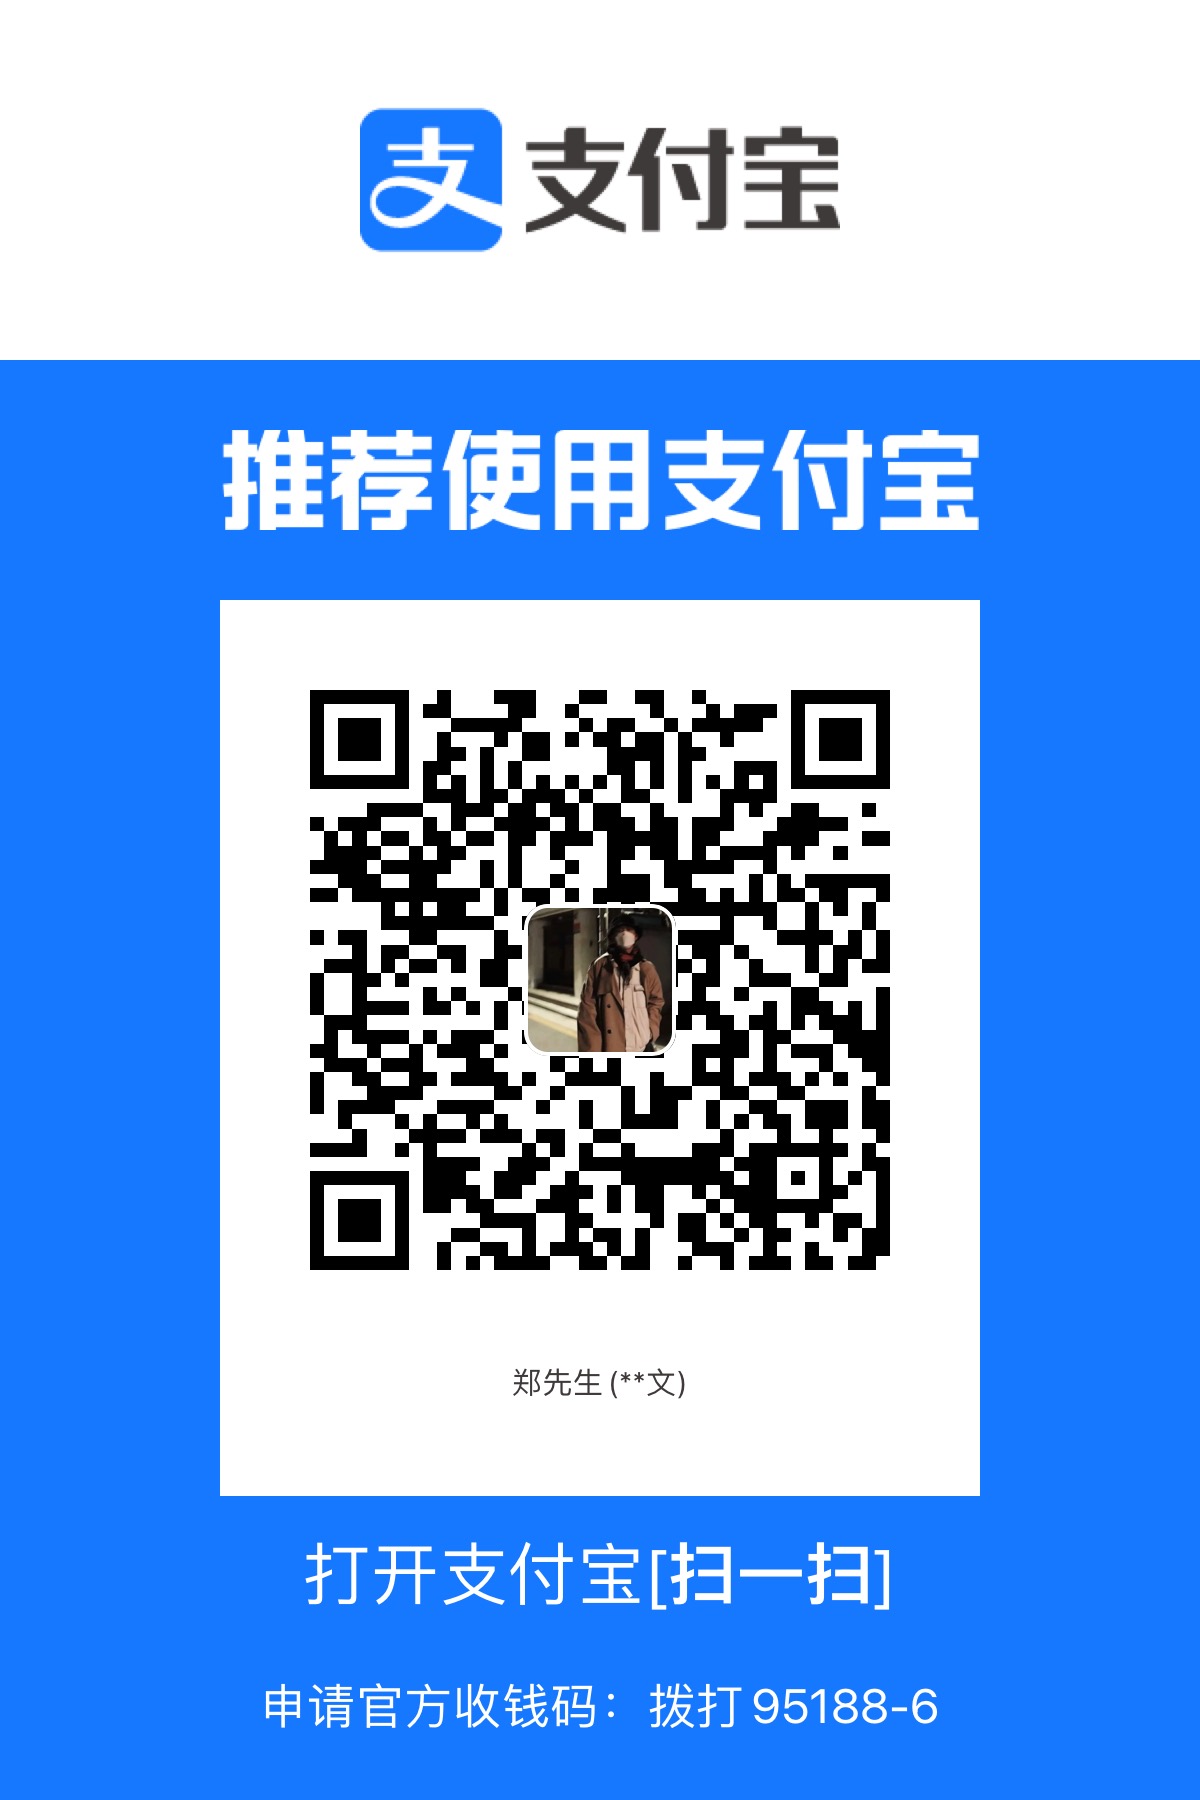 支 支付宝
推荐使用支付宝
郑先生 (**文)
打开支付宝[扫一扫]
申请官方收钱码：拨打 95188-6